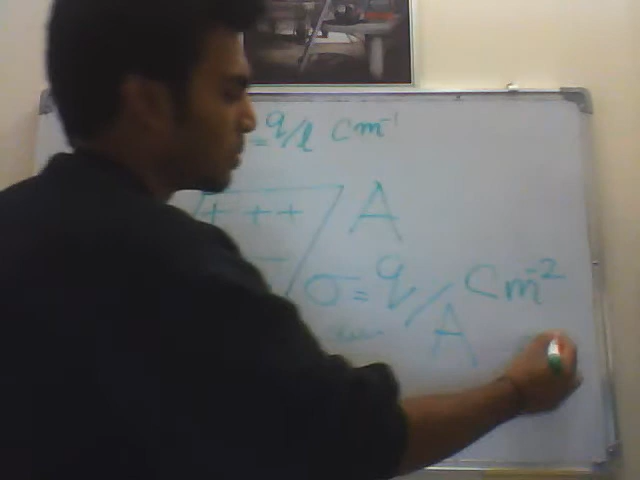 = q/l Cm⁻¹
+ + + A
σ = q/A Cm⁻²